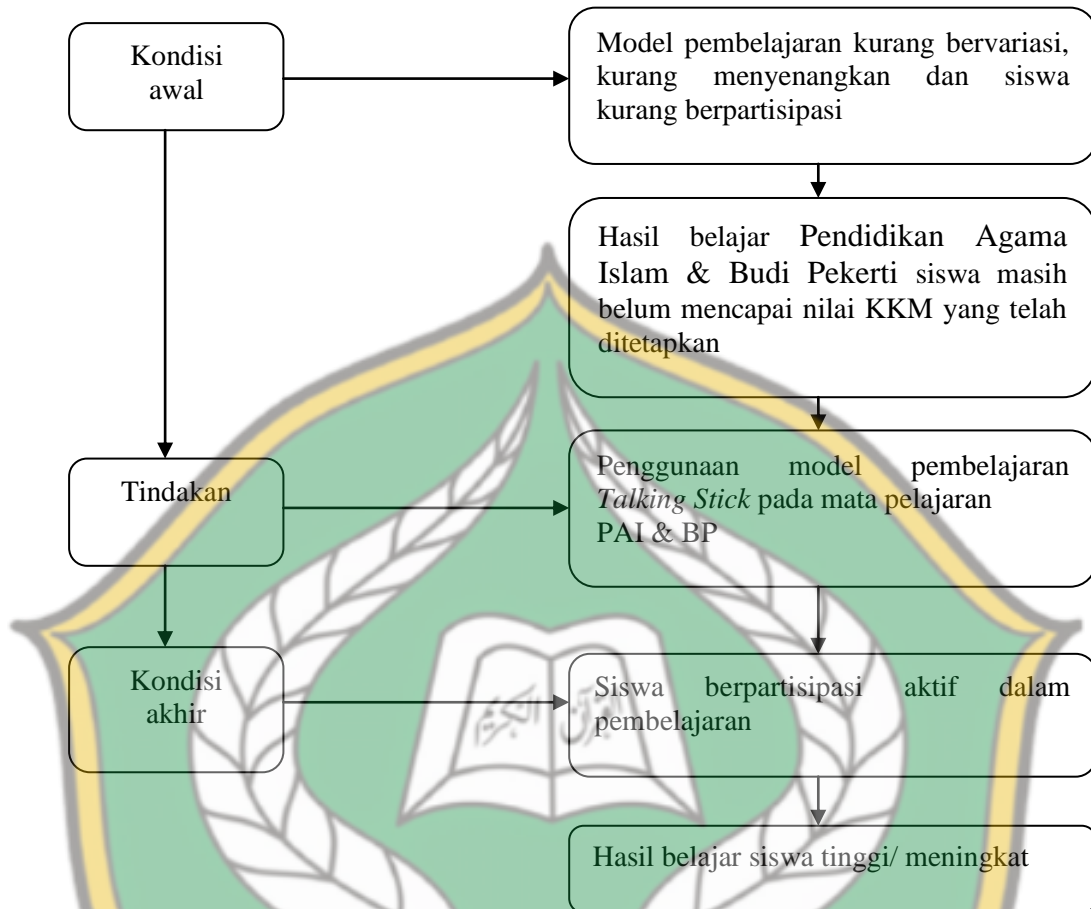 Kondisi
awal
Model pembelajaran kurang bervariasi,
kurang menyenangkan dan siswa
kurang berpartisipasi
Hasil belajar Pendidikan Agama
Islam & Budi Pekerti siswa masih
belum mencapai nilai KKM yang telah
ditetapkan
Tindakan
Penggunaan model pembelajaran
Talking Stick pada mata pelajaran
PAI & BP
Kondisi
akhir
Siswa berpartisipasi aktif dalam
pembelajaran
القرآن الكريم
Hasil belajar siswa tinggi/ meningkat